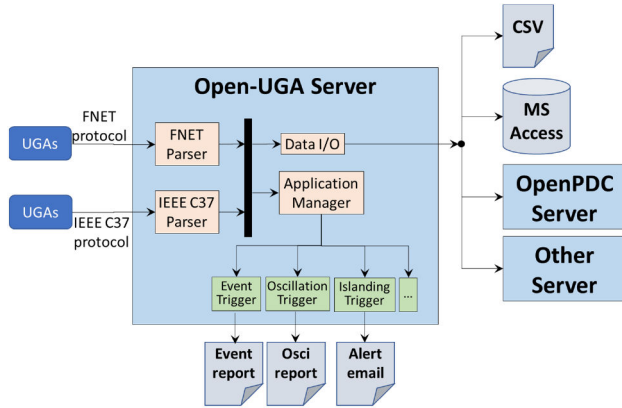 CSV
Open-UGA Server
FNET
protocol
MS
Access
UGAs
FNET
Parser
Data I/O
Application
Manager
OpenPDC
Server
UGAs
IEEE C37
Parser
IEEE C37
protocol
Other
Server
Event
Trigger
Oscillation
Trigger
Islanding
Trigger
...
Event
report
Osci
report
Alert
email